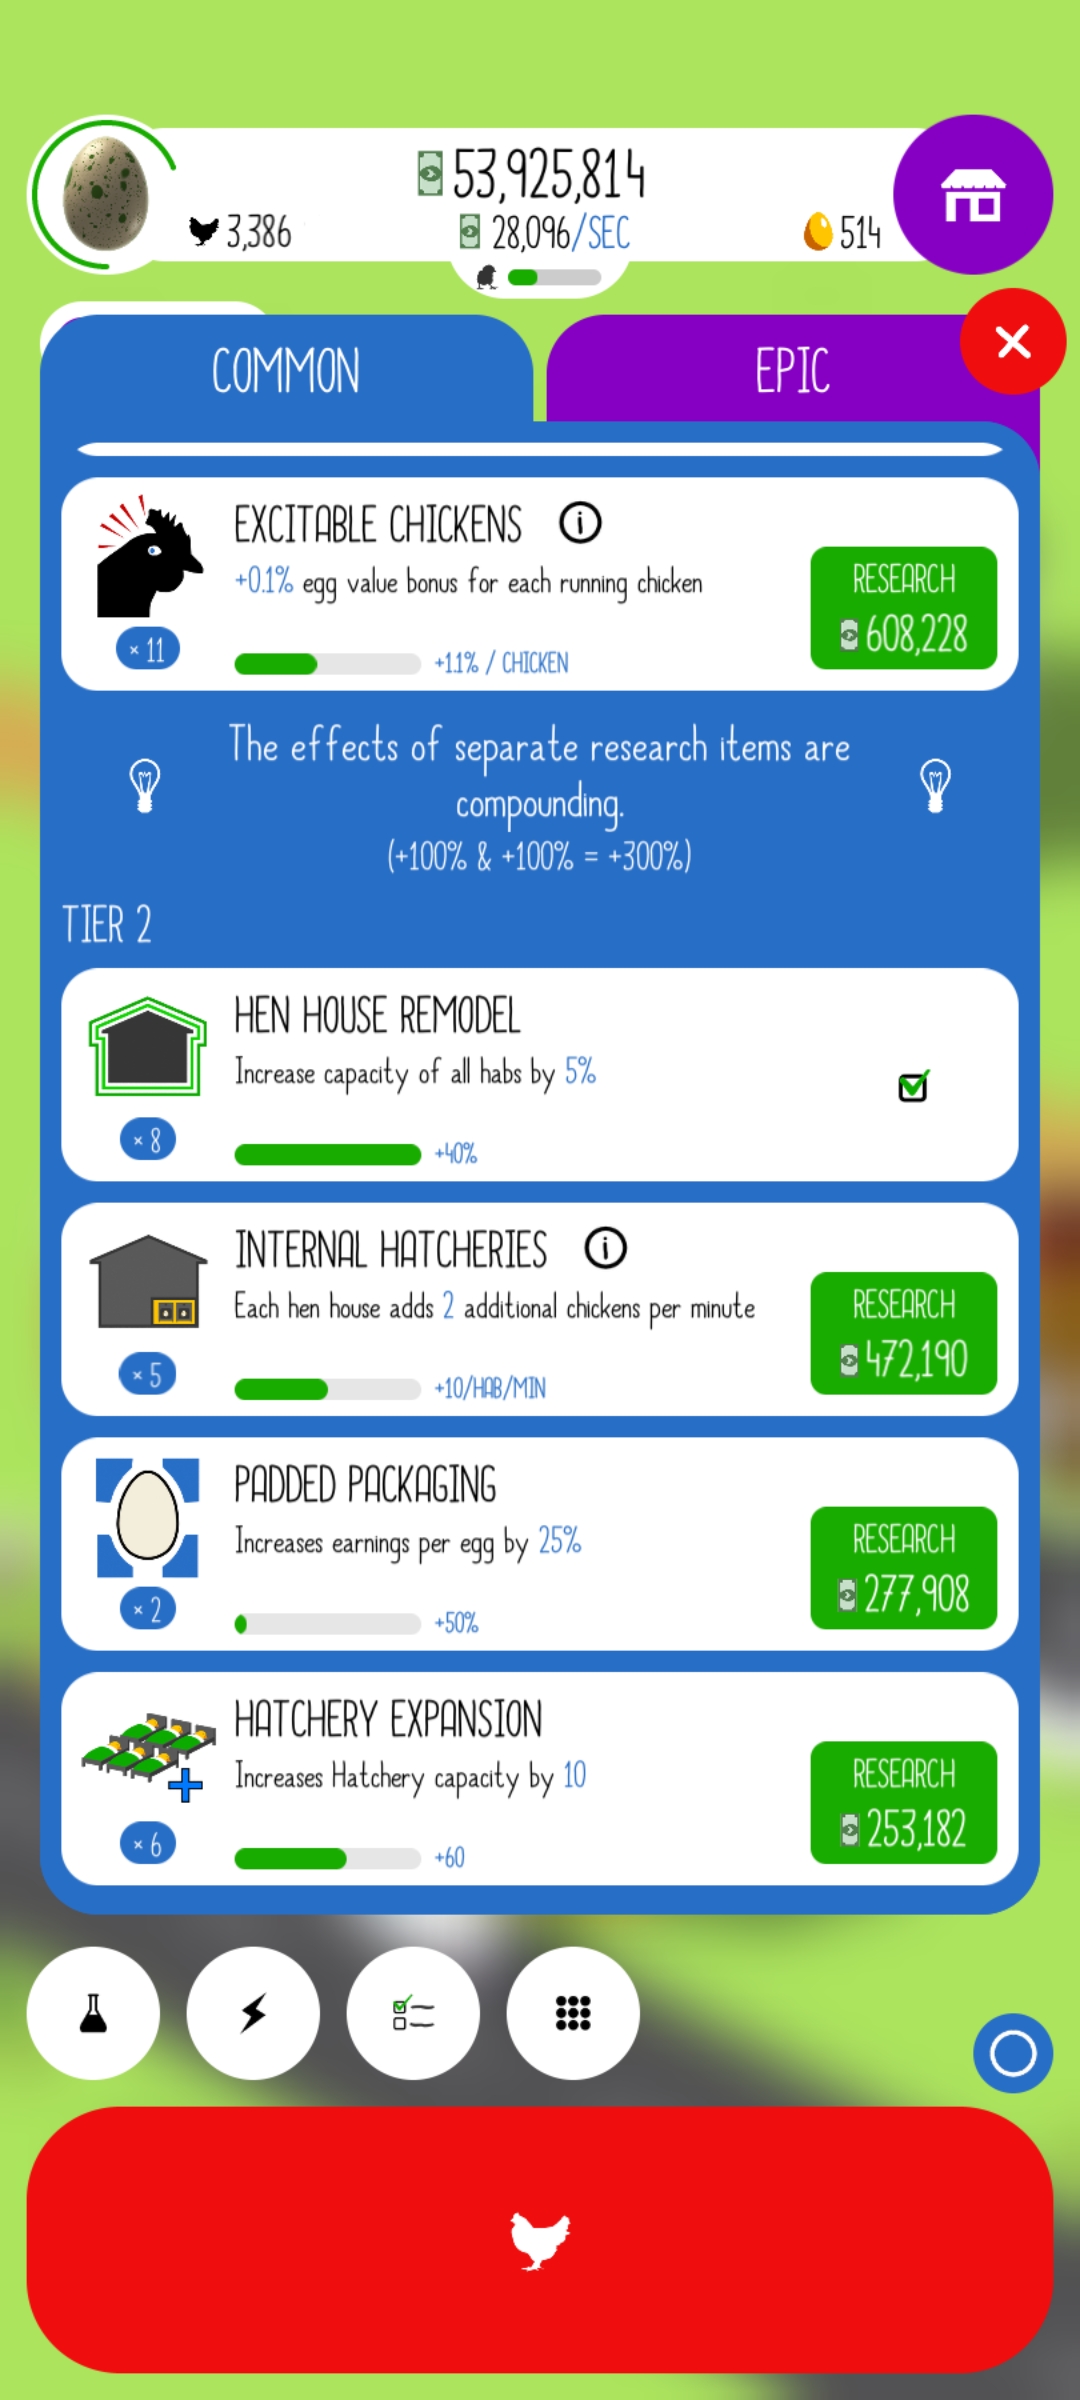 53,925,814
3,386
28,096/SEC
514
COMMON
EPIC
EXCITABLE CHICKENS
+0.1% egg value bonus for each running chicken
RESEARCH
608,228
× 11
+1.1% / CHICKEN
The effects of separate research items are
compounding.
(+100% & +100% = +300%)
TIER 2
HEN HOUSE REMODEL
Increase capacity of all habs by 5%
× 8
+40%
INTERNAL HATCHERIES
Each hen house adds 2 additional chickens per minute
RESEARCH
472,190
× 5
+10/HAB/MIN
PADDED PACKAGING
Increases earnings per egg by 25%
RESEARCH
277,908
× 2
+50%
HATCHERY EXPANSION
Increases Hatchery capacity by 10
RESEARCH
253,182
× 6
+60